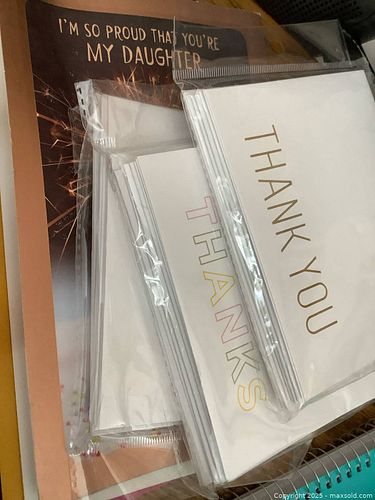 I'M SO PROUD THAT YOU'RE
MY DAUGHTER
THANK YOU
THANKS
Copyright 2025 - maxsold.com